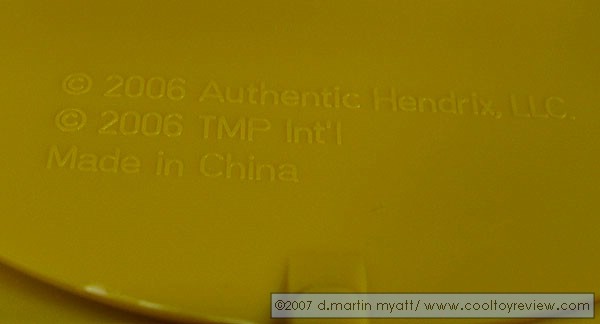 © 2006 Authentic Hendrix, LLC.
© 2006 TMP Int'l
Made in China
©2007 d.martin myatt/ www.cooltoyreview.com